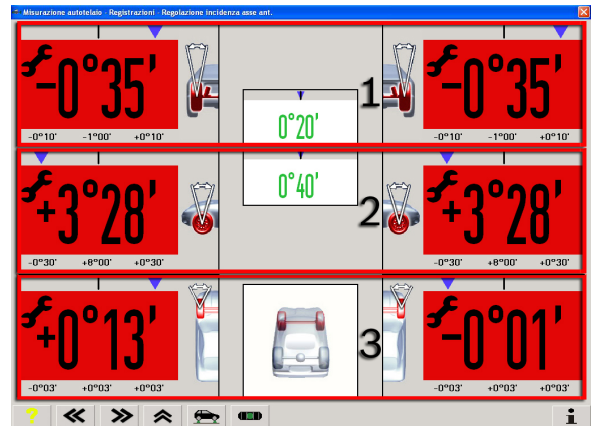 Misurazione autotelaio - Registrazioni - Regolazione incidenza asse ant.
-0°35' 1 -0°35'
0°20'
-0°10' -1°00' +0°10' -0°10' -1°00' +0°10'
0°40'
+3°28' 2 +3°28'
-0°30' +8°00' +0°30' -0°30' +8°00' +0°30'
+0°13' 3 -0°01'
-0°03' +0°03' +0°03' -0°03' +0°03' +0°03'
? i